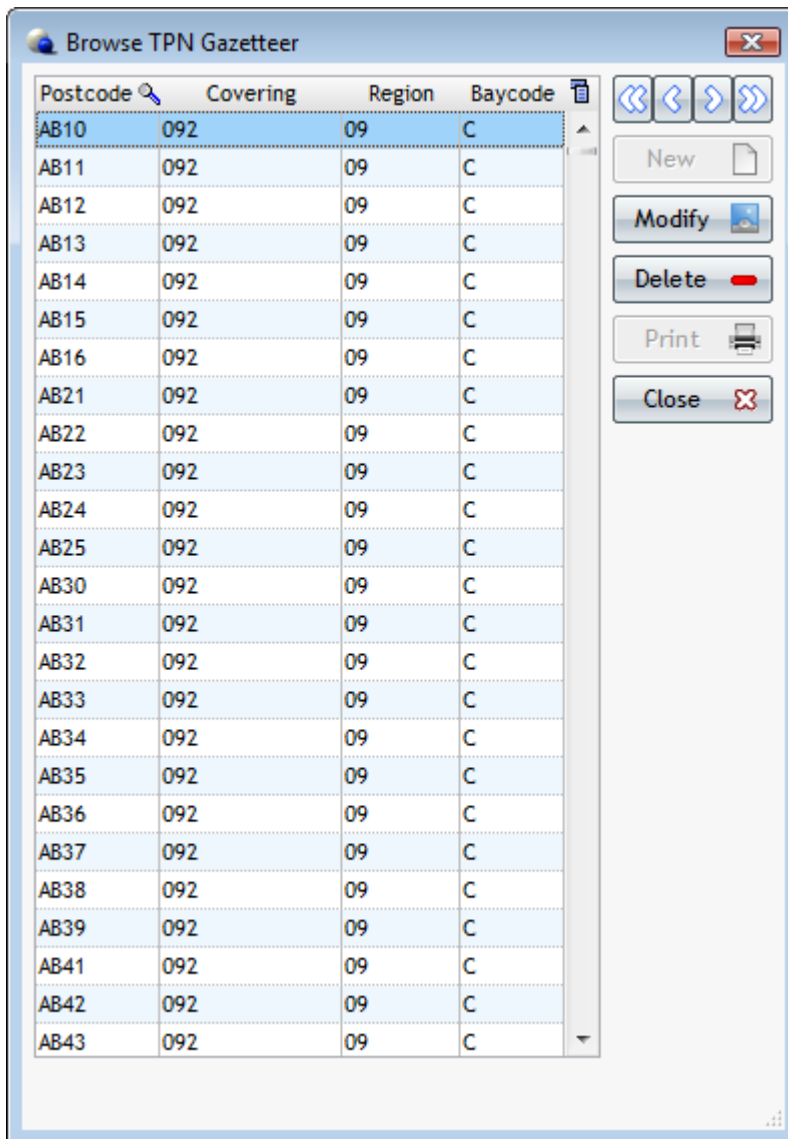 Browse TPN Gazetteer
Postcode Covering Region Baycode
AB10 092 09 C
AB11 092 09 C
AB12 092 09 C
AB13 092 09 C
AB14 092 09 C
AB15 092 09 C
AB16 092 09 C
AB21 092 09 C
AB22 092 09 C
AB23 092 09 C
AB24 092 09 C
AB25 092 09 C
AB30 092 09 C
AB31 092 09 C
AB32 092 09 C
AB33 092 09 C
AB34 092 09 C
AB35 092 09 C
AB36 092 09 C
AB37 092 09 C
AB38 092 09 C
AB39 092 09 C
AB41 092 09 C
AB42 092 09 C
AB43 092 09 C
New
Modify
Delete
Print
Close